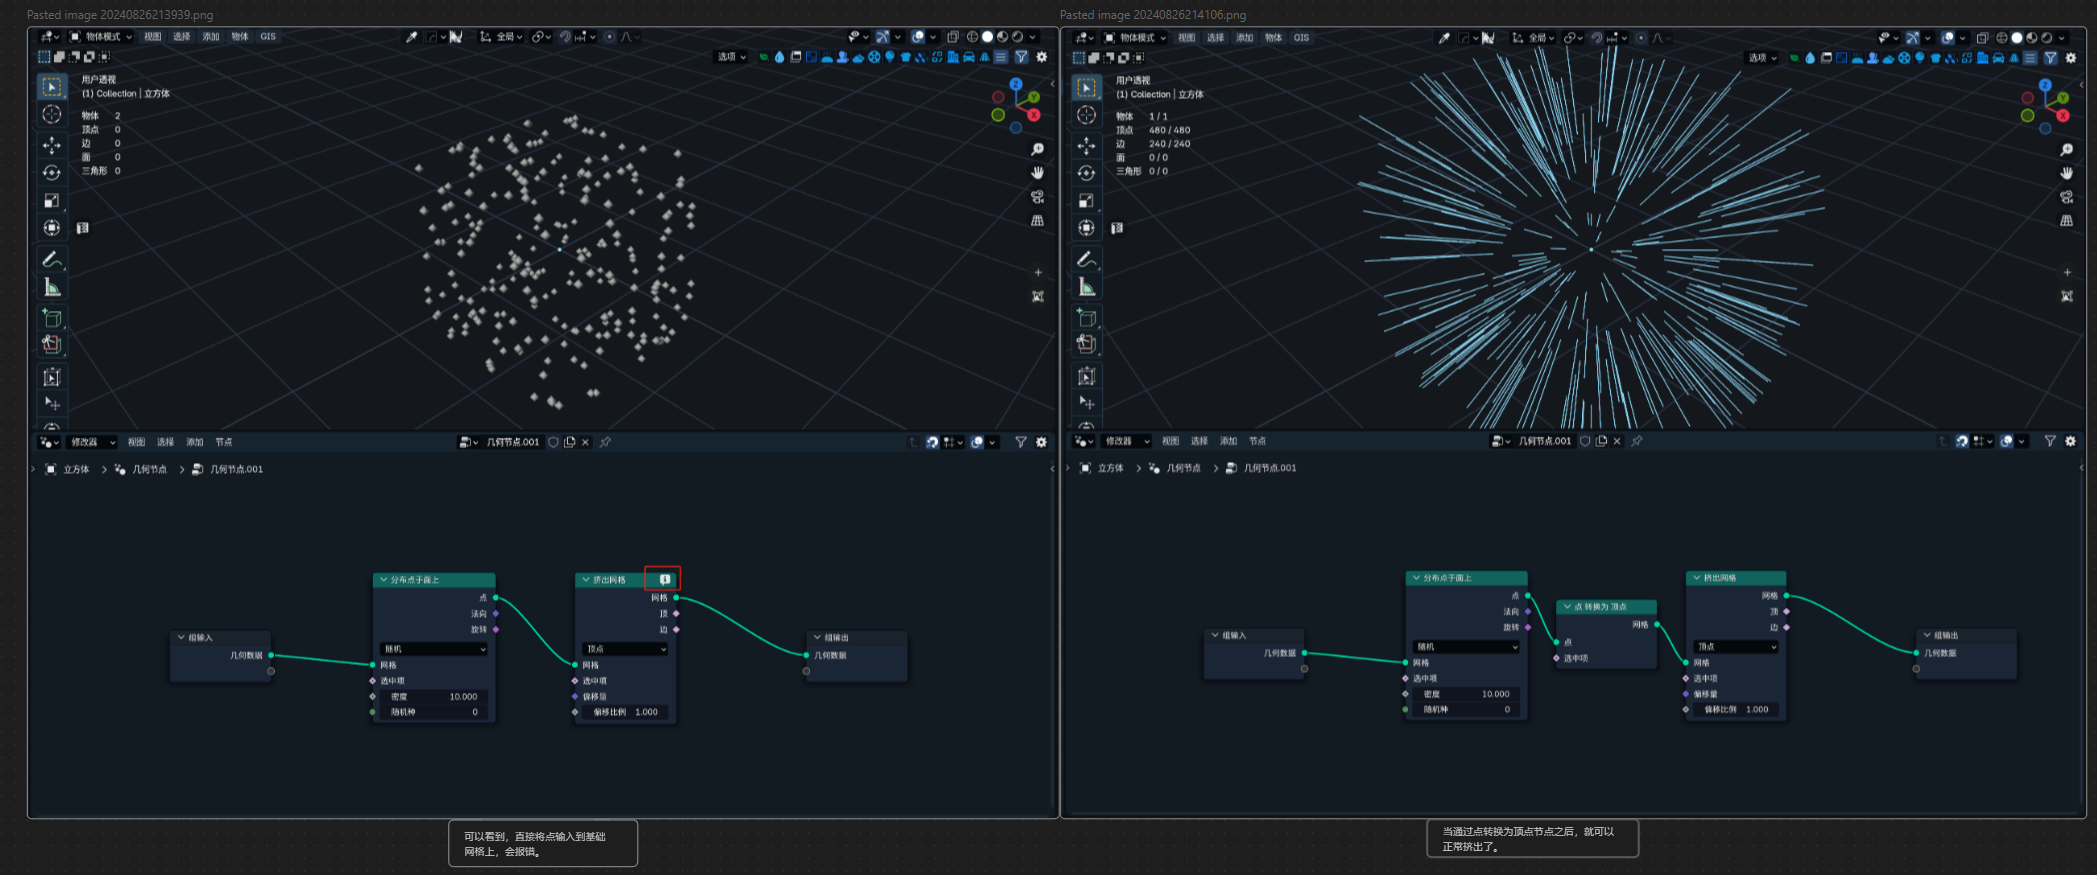 Pasted image 20240826213939.png
物体模式 视图 选择 添加 物体 GIS
全局
选项
用户透视
(1) Collection | 立方体
物体 2
顶点 0
边 0
面 0
三角形 0
Z
Y
X
修改器 视图 选择 添加 节点
几何节点.001
立方体 几何节点 几何节点.001
组输入
几何数据
分布点于面上
点
法向
旋转
随机
网格
选中项
密度 10.000
随机种 0
挤出网格
网格
顶
边
顶点
网格
选中项
偏移量
偏移比例 1.000
组输出
几何数据
可以看到，直接将点输入到基础
网格上，会报错。
Pasted image 20240826214106.png
物体模式 视图 选择 添加 物体 GIS
全局
选项
用户透视
(1) Collection | 立方体
物体 1 / 1
顶点 480 / 480
边 240 / 240
面 0 / 0
三角形 0 / 0
Z
Y
X
修改器 视图 选择 添加 节点
几何节点.001
立方体 几何节点 几何节点.001
组输入
几何数据
分布点于面上
点
法向
旋转
随机
网格
选中项
密度 10.000
随机种 0
点 转换为 顶点
网格
点
选中项
挤出网格
网格
顶
边
顶点
网格
选中项
偏移量
偏移比例 1.000
组输出
几何数据
当通过点转换为顶点节点之后，就可以
正常挤出了。